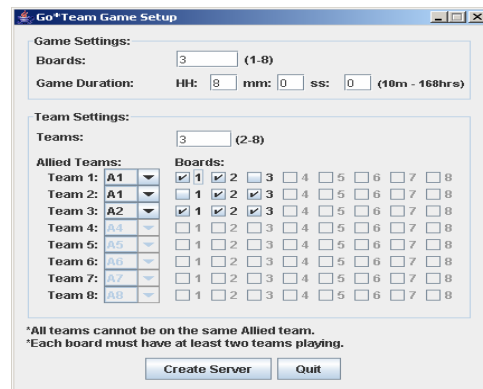 Go*Team Game Setup
Game Settings:
Boards: 3 (1-8)
Game Duration: HH: 8 mm: 0 ss: 0 (10m - 168hrs)
Team Settings:
Teams: 3 (2-8)
Allied Teams: Boards:
Team 1: A1 1 2 3 4 5 6 7 8
Team 2: A1 1 2 3 4 5 6 7 8
Team 3: A2 1 2 3 4 5 6 7 8
Team 4: A4 1 2 3 4 5 6 7 8
Team 5: A5 1 2 3 4 5 6 7 8
Team 6: A6 1 2 3 4 5 6 7 8
Team 7: A7 1 2 3 4 5 6 7 8
Team 8: A8 1 2 3 4 5 6 7 8
*All teams cannot be on the same Allied team.
*Each board must have at least two teams playing.
Create Server Quit